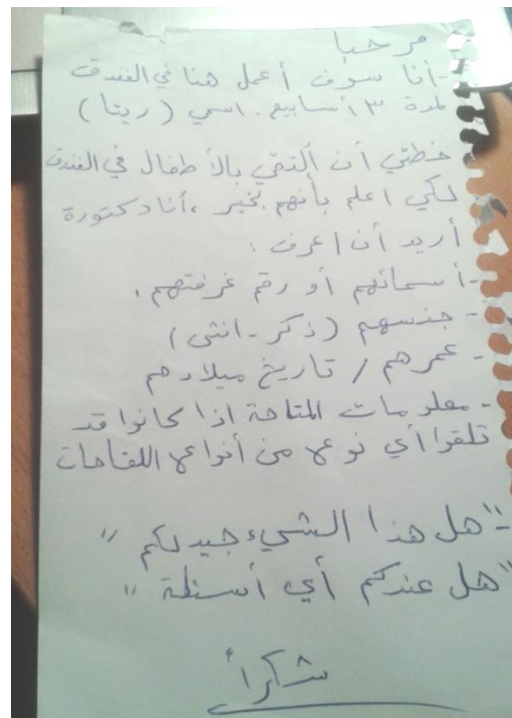 مرحبا
- أنا سوف أعمل هنا في الفندق
لمدة ٣ أسابيع. اسمي (ريتا)
خطتي أن ألتقي بالأطفال في الفندق
لكي اعلم بأنهم بخير، أنا دكتورة
أريد أن اعرف :
- أسمائهم أو رقم غرفتهم.
- جنسهم (ذكر - انثى)
- عمرهم / تاريخ ميلادهم
- معلومات المتاحة اذا كانوا قد
تلقوا أي نوع من أنواع اللقاحات
- "هل هذا الشيء جيد لكم"
"هل عندكم أي أسئلة"
شكراً